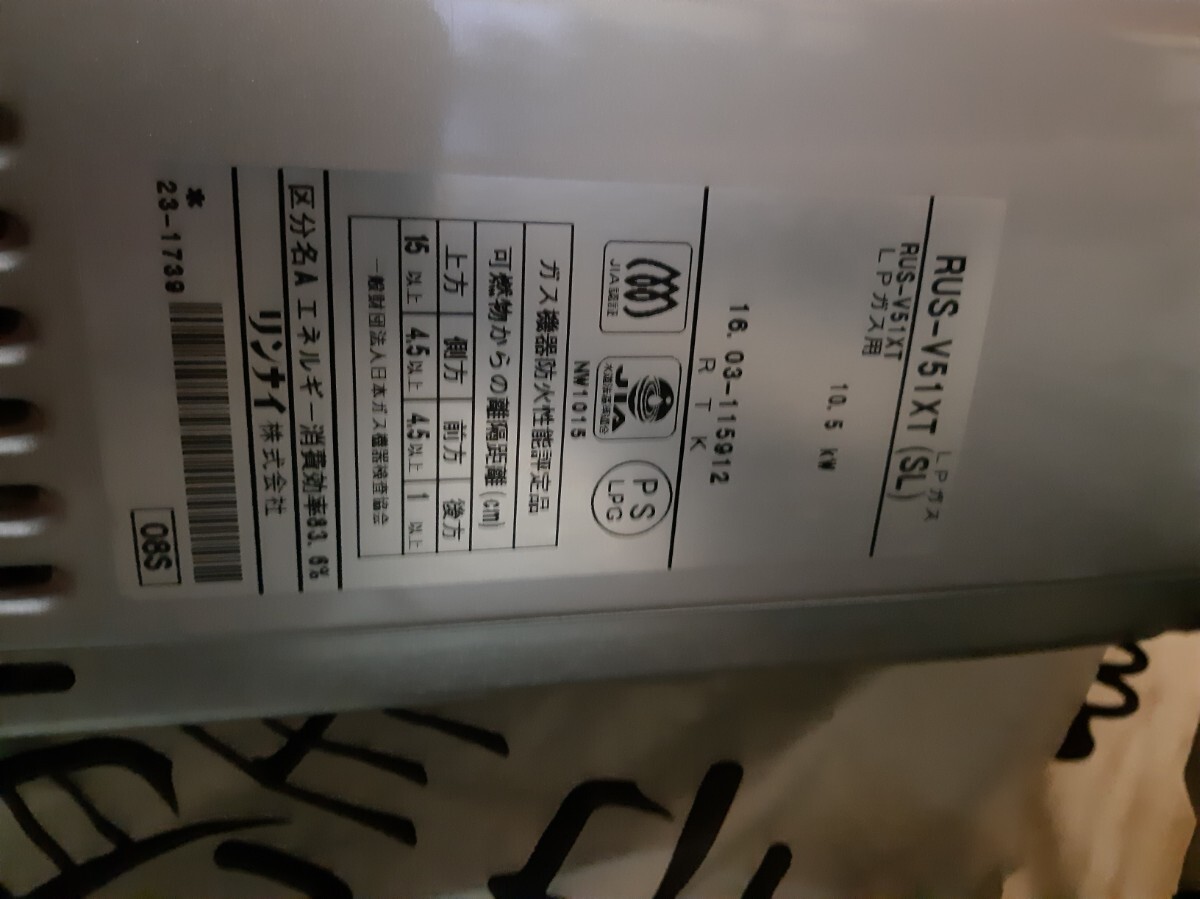 RUS-V51XT (SL) LPガス
RUS-V51XT
LPガス用
10.5 kW
16.03-115912
RTK
JIA認証
JIA
PS
LPG
NW1015
ガス機器防火性能評定品
可燃物からの離隔距離(cm)
上方 側方 前方 後方
15以上 4.5以上 4.5以上 1以上
一般財団法人日本ガス機器検査協会
区分名A エネルギー消費効率83.6%
リンナイ 株式会社
*
23-1739
08S